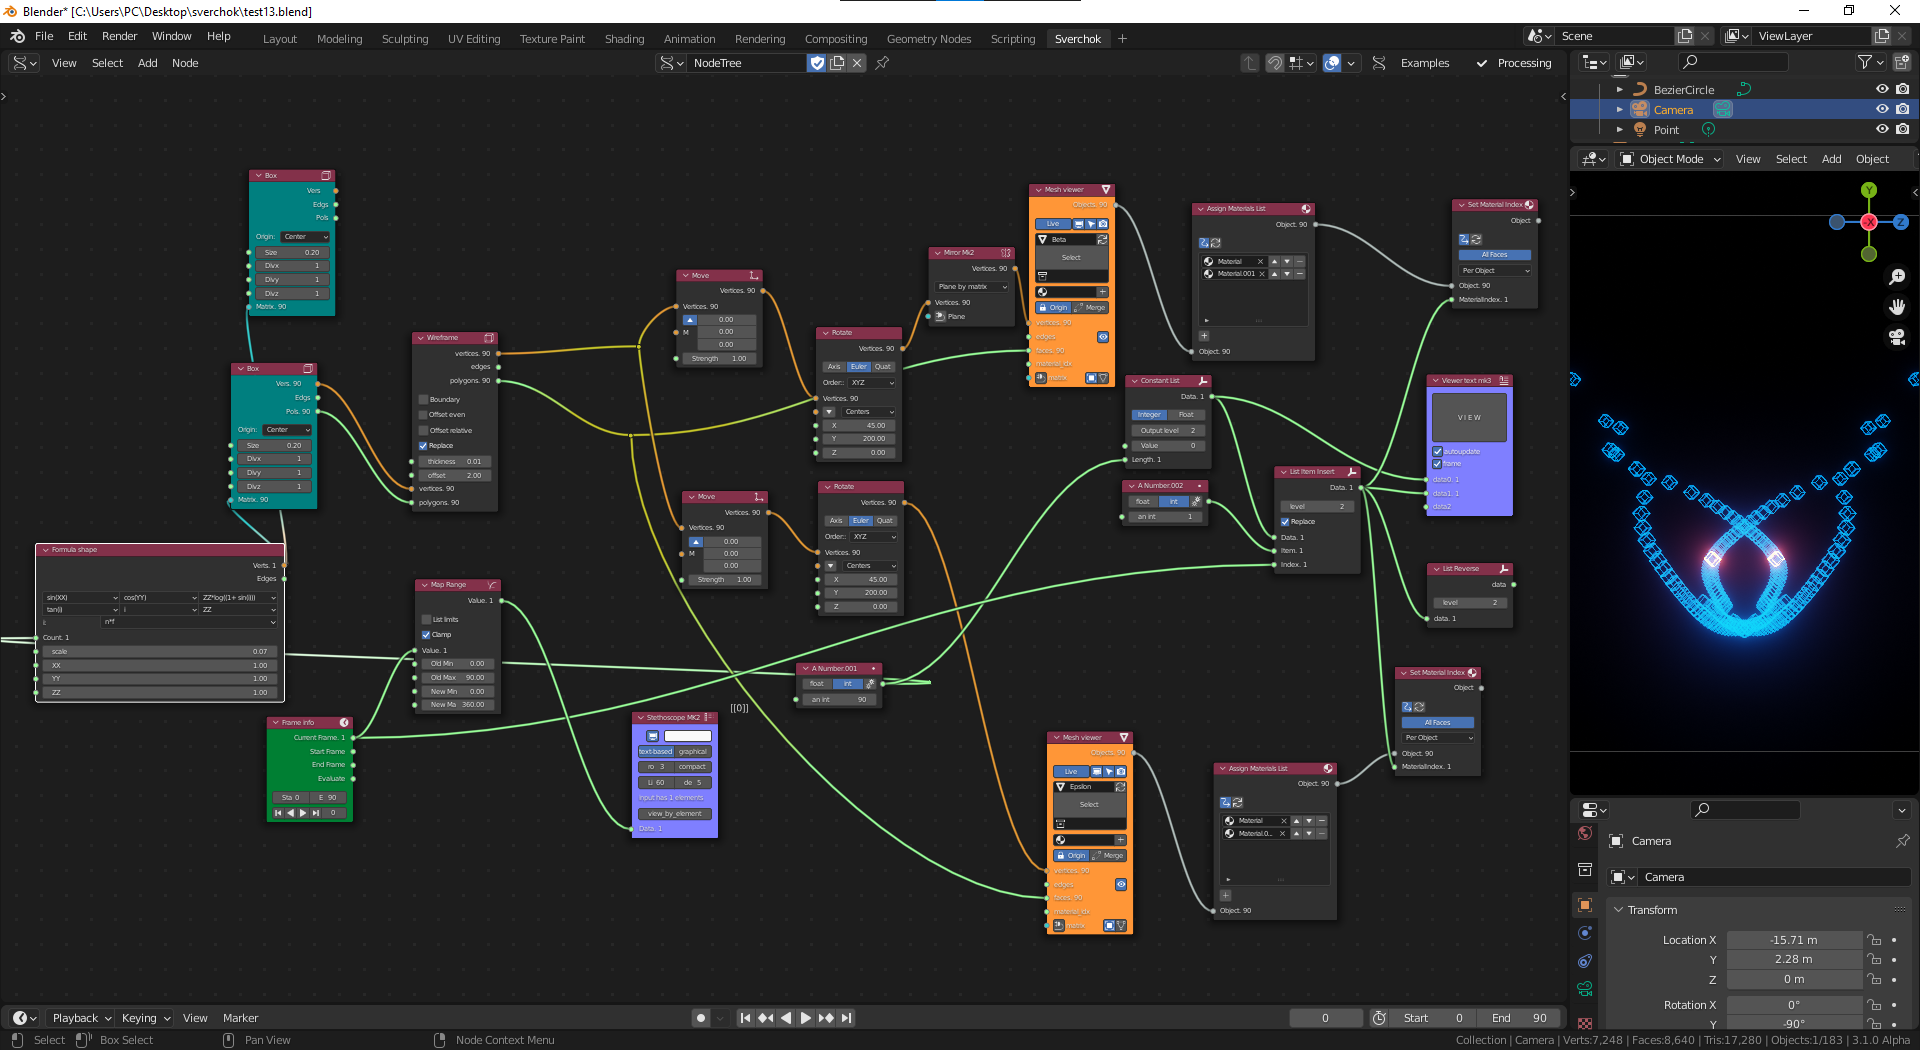 Blender* [C:\Users\PC\Desktop\sverchok\test13.blend]
File Edit Render Window Help
Layout Modeling Sculpting UV Editing Texture Paint Shading Animation Rendering Compositing Geometry Nodes Scripting Sverchok +
Scene
ViewLayer
View Select Add Node
NodeTree
Examples
Processing
BezierCircle
Camera
Point
Object Mode View Select Add Object
Y
X
Z
Box
Vers
Edgs
Pols
Origin: Center
Size 0.20
Divx 1
Divy 1
Divz 1
Matrix. 90
Box
Vers. 90
Edgs
Pols. 90
Origin: Center
Size 0.20
Divx 1
Divy 1
Divz 1
Matrix. 90
Wireframe
vertices. 90
edges
polygons. 90
Boundary
Offset even
Offset relative
Replace
thickness 0.01
offset 2.00
vertices. 90
polygons. 90
Formula shape
Verts. 1
Edges
sin(XX) cos(YY) ZZ*log((1+ sin(i)))
tan(i) i ZZ
i: n*f
Count. 1
scale 0.07
XX 1.00
YY 1.00
ZZ 1.00
Map Range
Value. 1
List limits
Clamp
Value. 1
Old Min 0.00
Old Max 90.00
New Min 0.00
New Ma 360.00
Frame info
Current Frame. 1
Start Frame
End Frame
Evaluate
Sta 0 E 90
0
Move
Vertices. 90
Vertices. 90
0.00
M 0.00
0.00
Strength 1.00
Move
Vertices. 90
Vertices. 90
0.00
M 0.00
0.00
Strength 1.00
Rotate
Vertices. 90
Axis Euler Quat
Order: XYZ
Vertices. 90
Centers
X 45.00
Y 200.00
Z 0.00
Rotate
Vertices. 90
Axis Euler Quat
Order: XYZ
Vertices. 90
Centers
X 45.00
Y 200.00
Z 0.00
Mirror Mk2
Vertices. 90
Plane by matrix
Vertices. 90
Plane
Stethoscope MK2
text-based graphical
ro 3 compact
Li 60 de 5
input has 1 elements
view_by_element
Data. 1
[[0]]
A Number.001
float int
an int 90
Mesh viewer
Objects. 90
Live
Beta
Select
Origin Merge
vertices. 90
edges
faces. 90
material_idx
matrix
Assign Materials List
Object. 90
Material
Material.001
Object. 90
Set Material Index
Object
All Faces
Per Object
Object. 90
MaterialIndex. 1
Constant List
Data. 1
Integer Float
Output level 2
Value 0
Length. 1
A Number.002
float int
an int 1
List Item Insert
Data. 1
level 2
Replace
Data. 1
Item. 1
Index. 1
Viewer text mk3
VIEW
autoupdate
frame
data0. 1
data1. 1
data2
List Reverse
data
level 2
data. 1
Set Material Index
Object
All Faces
Per Object
Object. 90
MaterialIndex. 1
Mesh viewer
Objects. 90
Live
Epsilon
Select
Origin Merge
vertices. 90
edges
faces. 90
material_idx
matrix
Assign Materials List
Object. 90
Material
Material.0...
Object. 90
Camera
Camera
Transform
Location X -15.71 m
Y 2.28 m
Z 0 m
Rotation X 0°
Y -90°
Playback Keying View Marker
0
Start 0
End 90
Select Box Select Pan View Node Context Menu
Collection | Camera | Verts:7,248 | Faces:8,640 | Tris:17,280 | Objects:1/183 | 3.1.0 Alpha